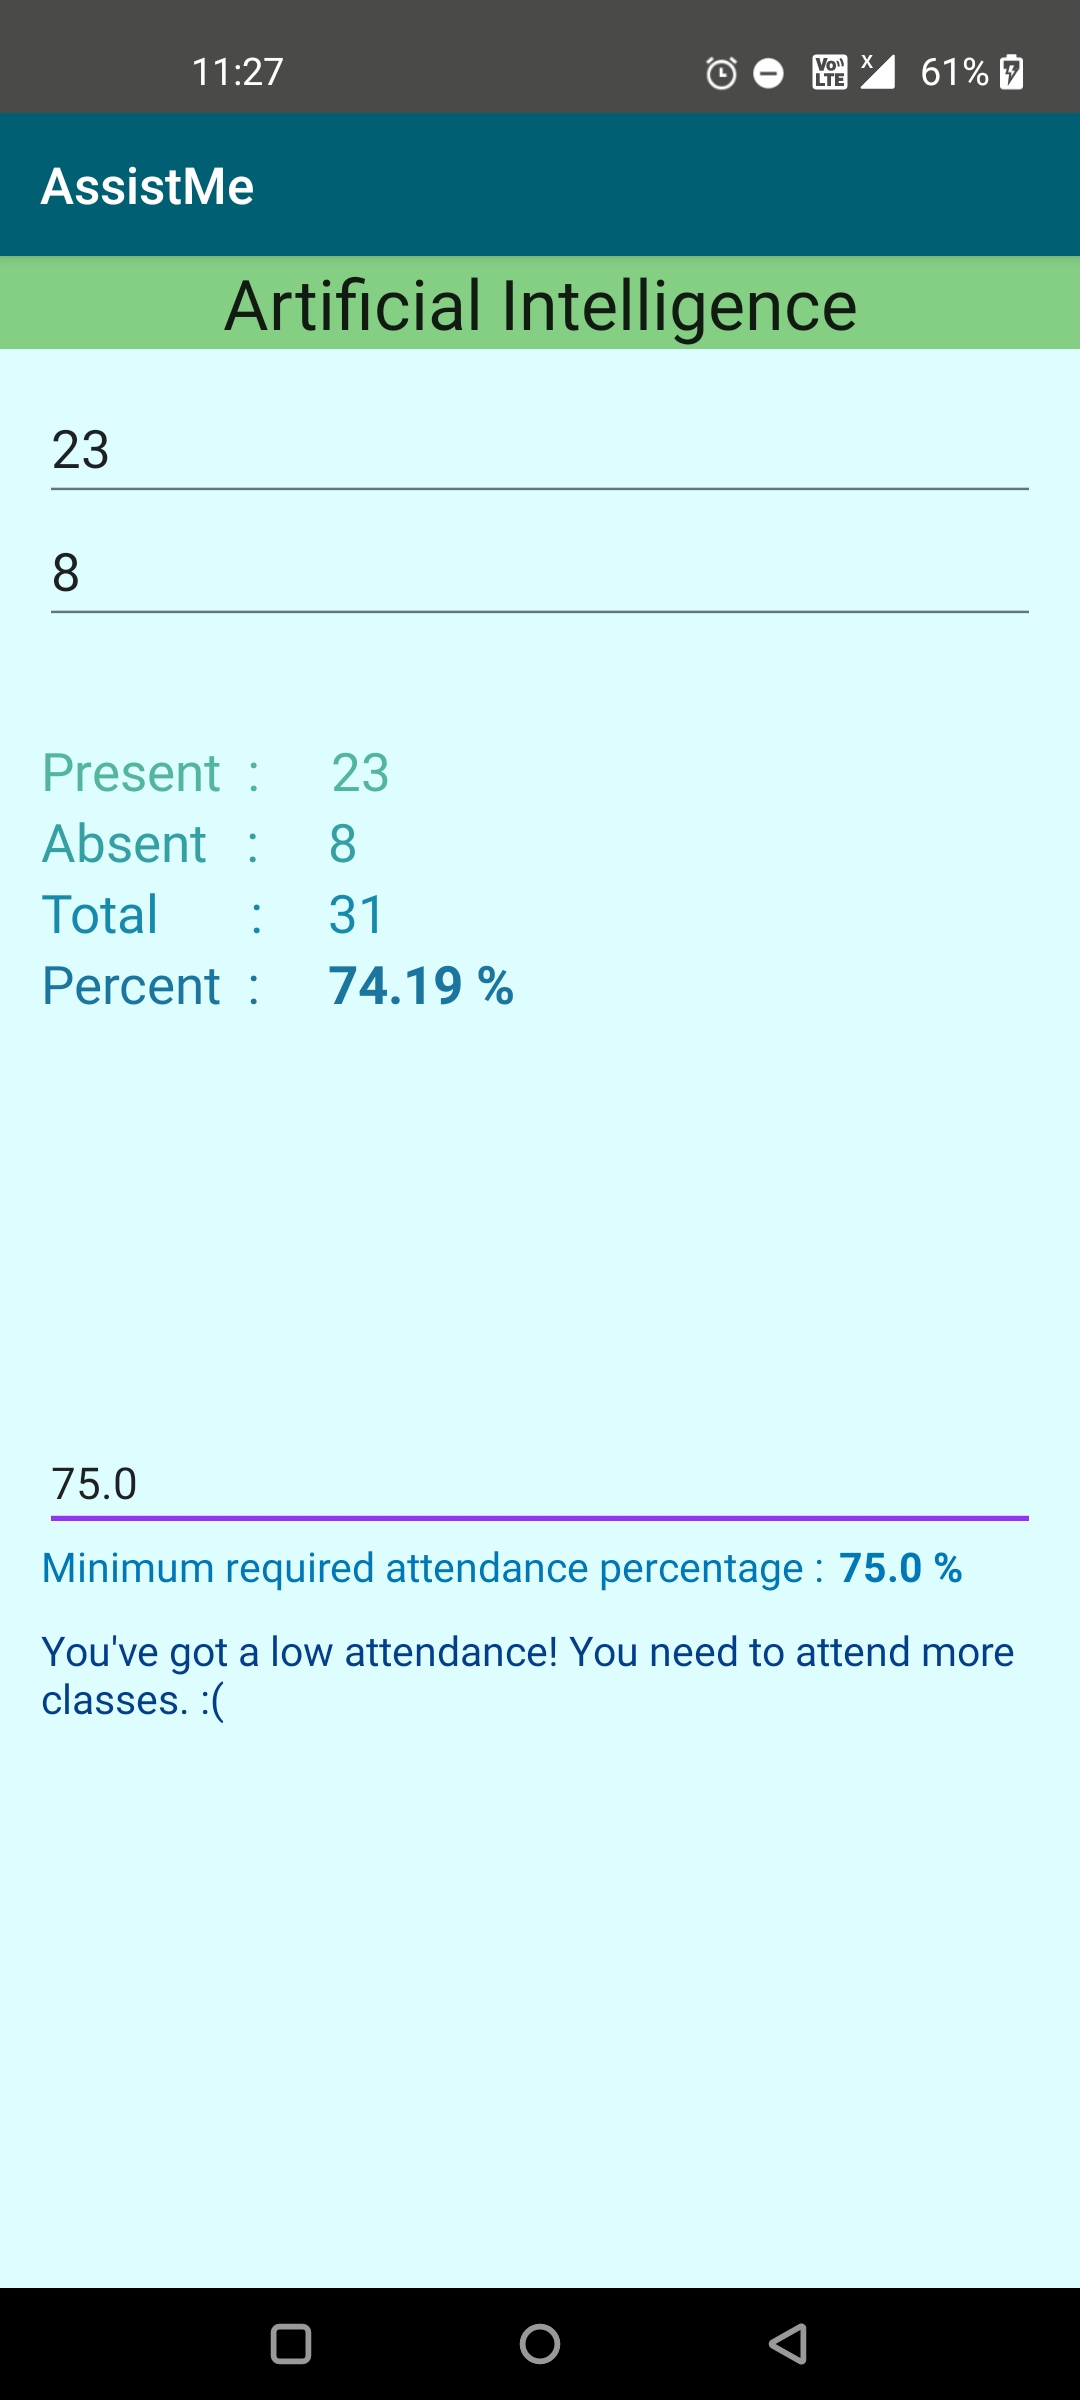 11:27
Vo LTE
X
61%
AssistMe
Artificial Intelligence
23
8
Present : 23
Absent : 8
Total : 31
Percent : 74.19 %
75.0
Minimum required attendance percentage : 75.0 %
You've got a low attendance! You need to attend more
classes. :(